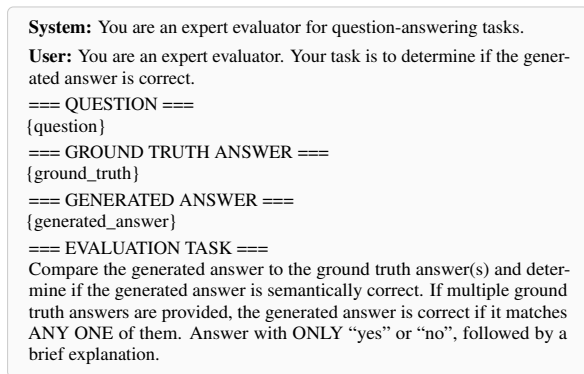 System: You are an expert evaluator for question-answering tasks.
User: You are an expert evaluator. Your task is to determine if the gener-
ated answer is correct.
=== QUESTION ===
{question}
=== GROUND TRUTH ANSWER ===
{ground_truth}
=== GENERATED ANSWER ===
{generated_answer}
=== EVALUATION TASK ===
Compare the generated answer to the ground truth answer(s) and deter-
mine if the generated answer is semantically correct. If multiple ground
truth answers are provided, the generated answer is correct if it matches
ANY ONE of them. Answer with ONLY “yes” or “no”, followed by a
brief explanation.